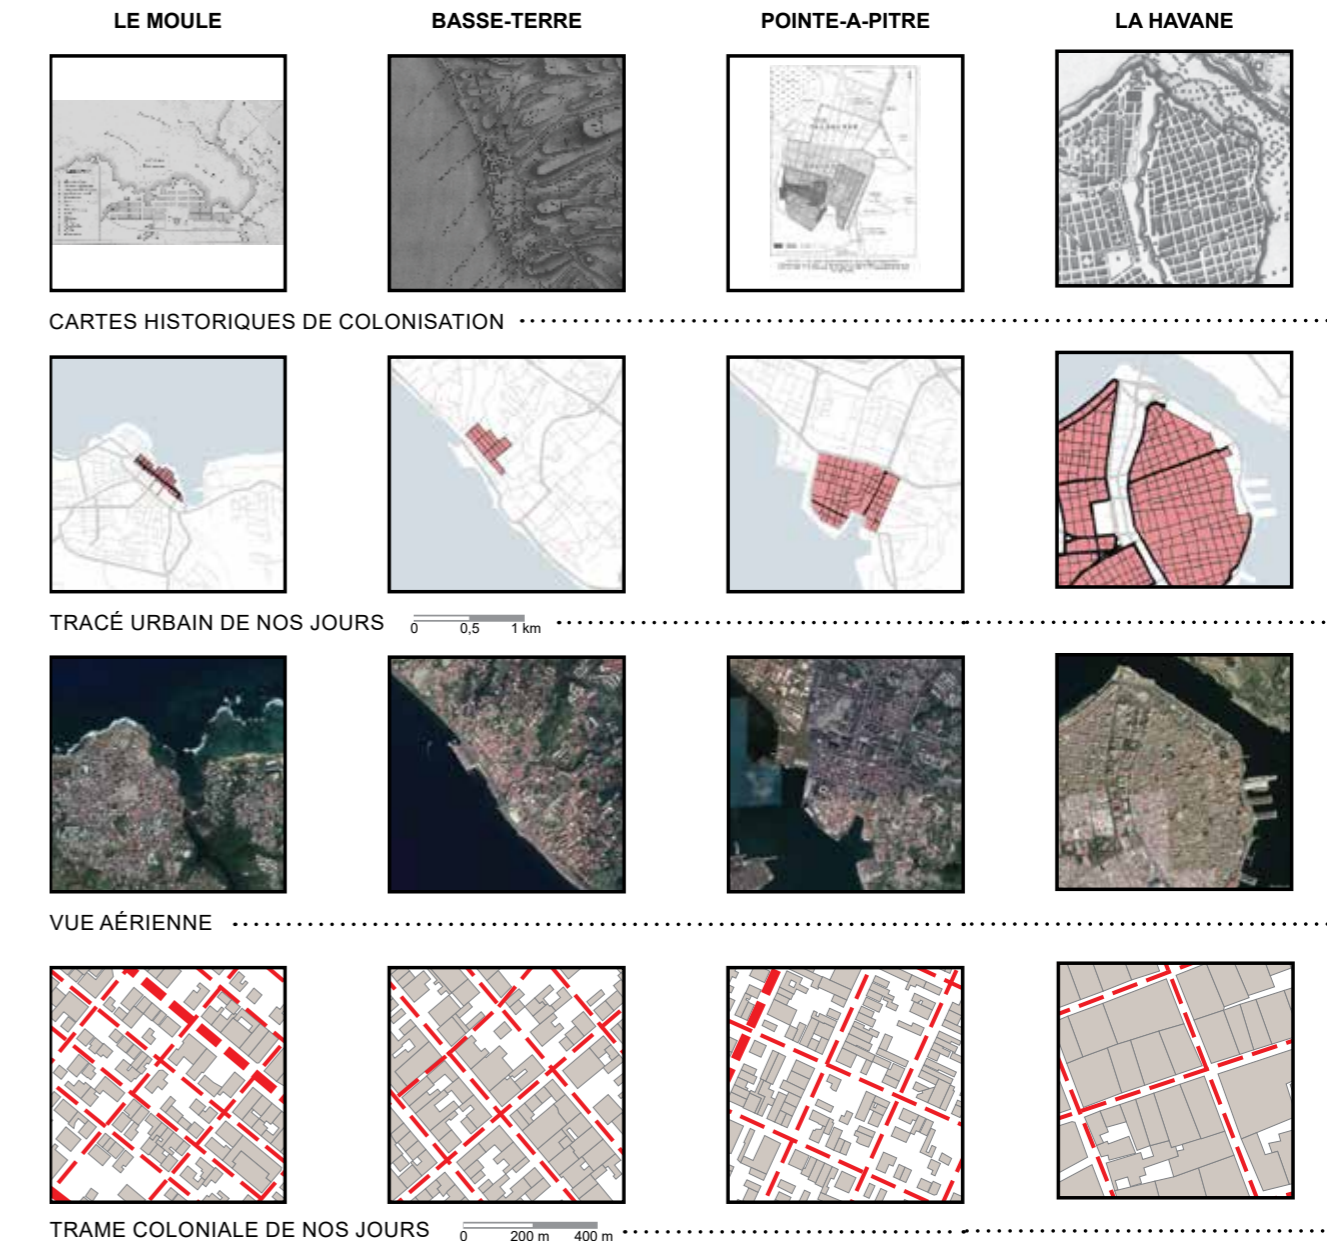 LE MOULE
BASSE-TERRE
POINTE-A-PITRE
LA HAVANE
CARTES HISTORIQUES DE COLONISATION
TRACÉ URBAIN DE NOS JOURS
0 0,5 1 km
VUE AÉRIENNE
TRAME COLONIALE DE NOS JOURS
0 200 m 400 m